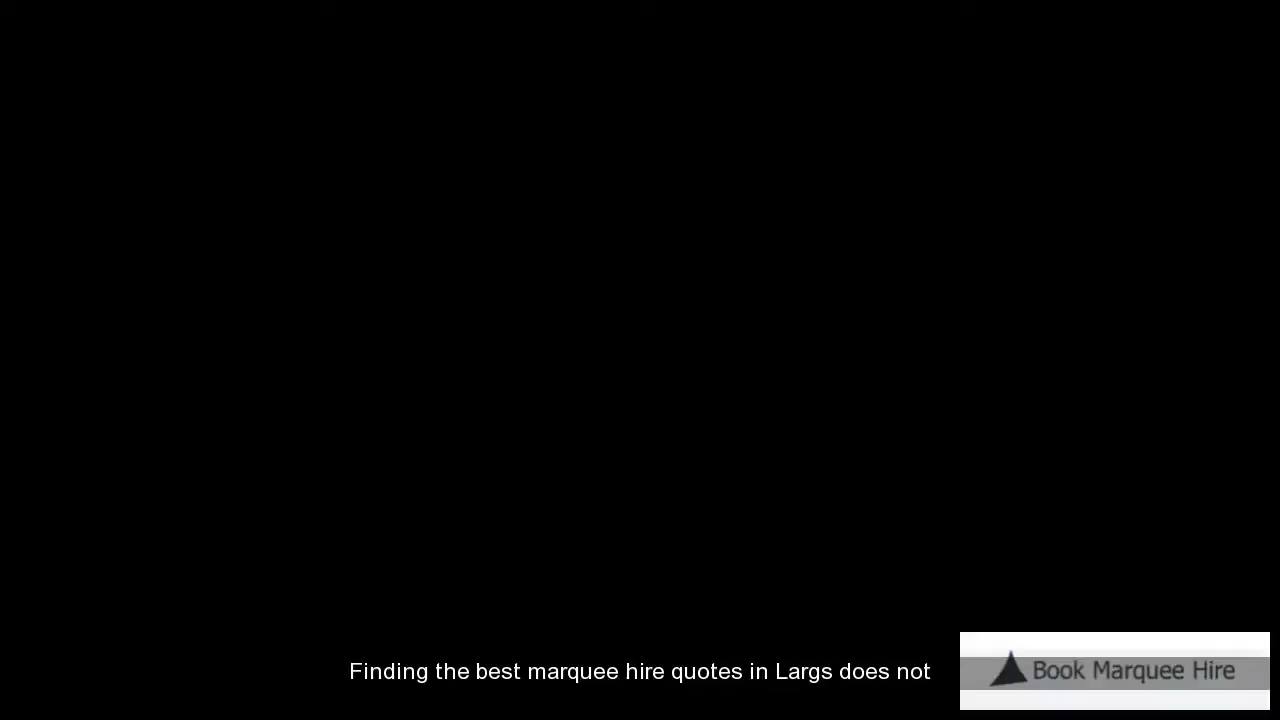 Finding the best marquee hire quotes in Largs does not
Book Marquee Hire